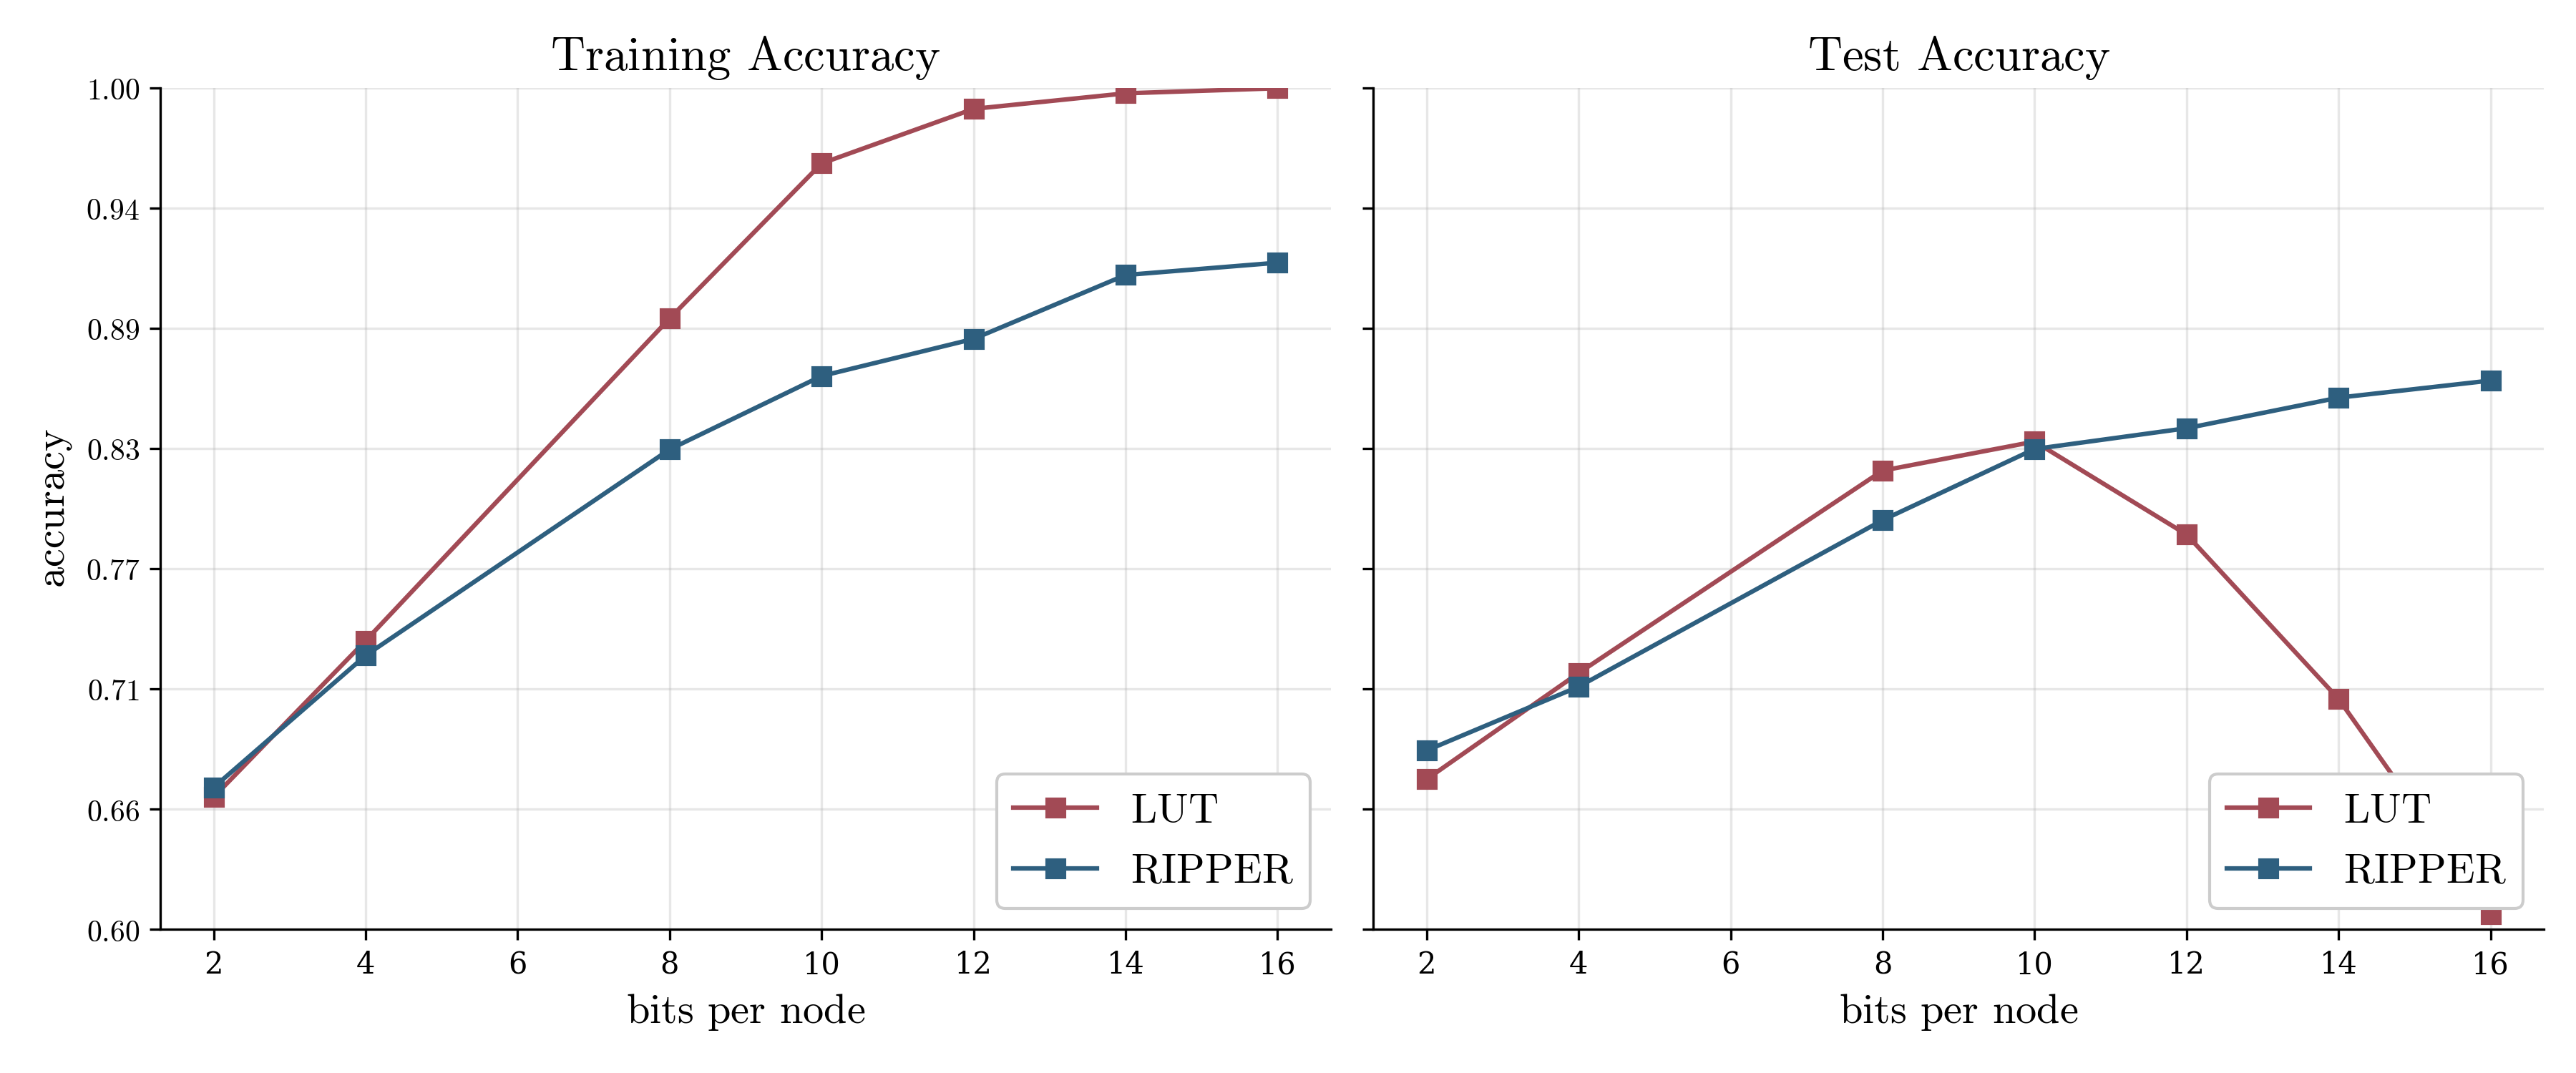 Training Accuracy
Test Accuracy
1.00
0.94
0.89
0.83
0.77
0.71
0.66
0.60
accuracy
LUT
RIPPER
LUT
RIPPER
2 4 6 8 10 12 14 16
2 4 6 8 10 12 14 16
bits per node
bits per node